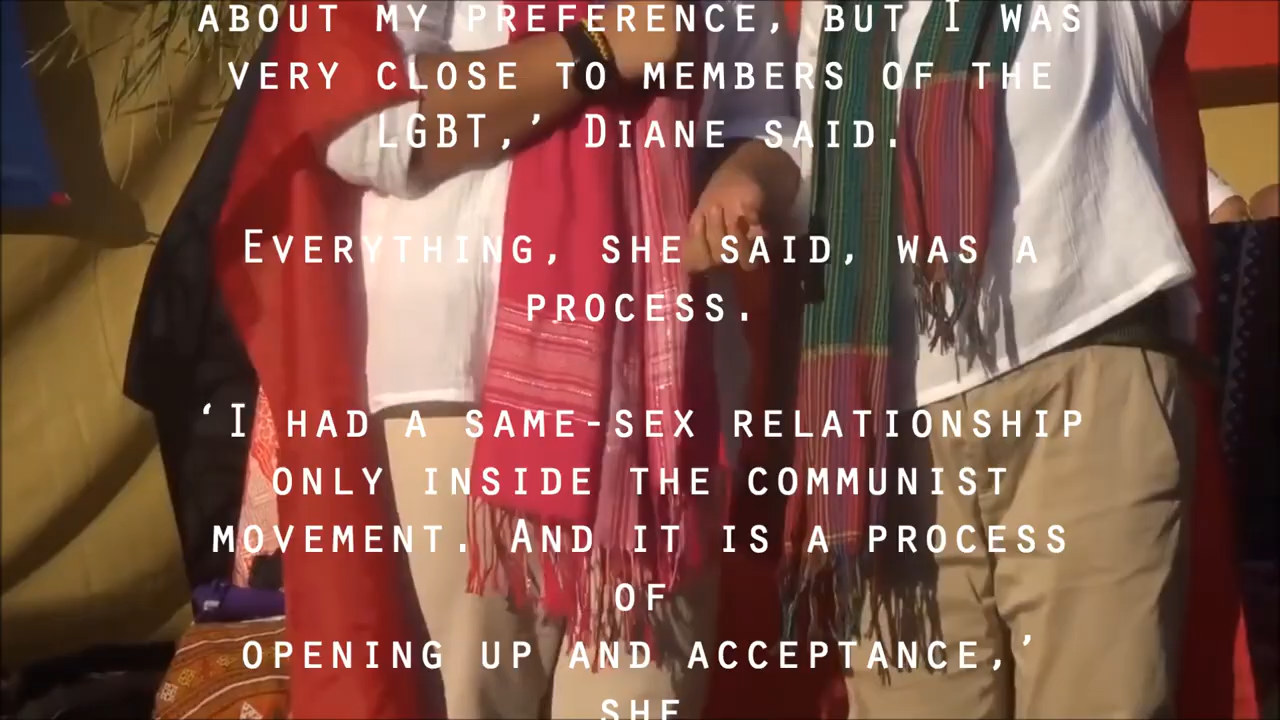 ABOUT MY PREFERENCE, BUT I WAS
VERY CLOSE TO MEMBERS OF THE
LGBT,’ DIANE SAID.
EVERYTHING, SHE SAID, WAS A
PROCESS.
‘I HAD A SAME-SEX RELATIONSHIP
ONLY INSIDE THE COMMUNIST
MOVEMENT. AND IT IS A PROCESS
OF
OPENING UP AND ACCEPTANCE,’
SHE